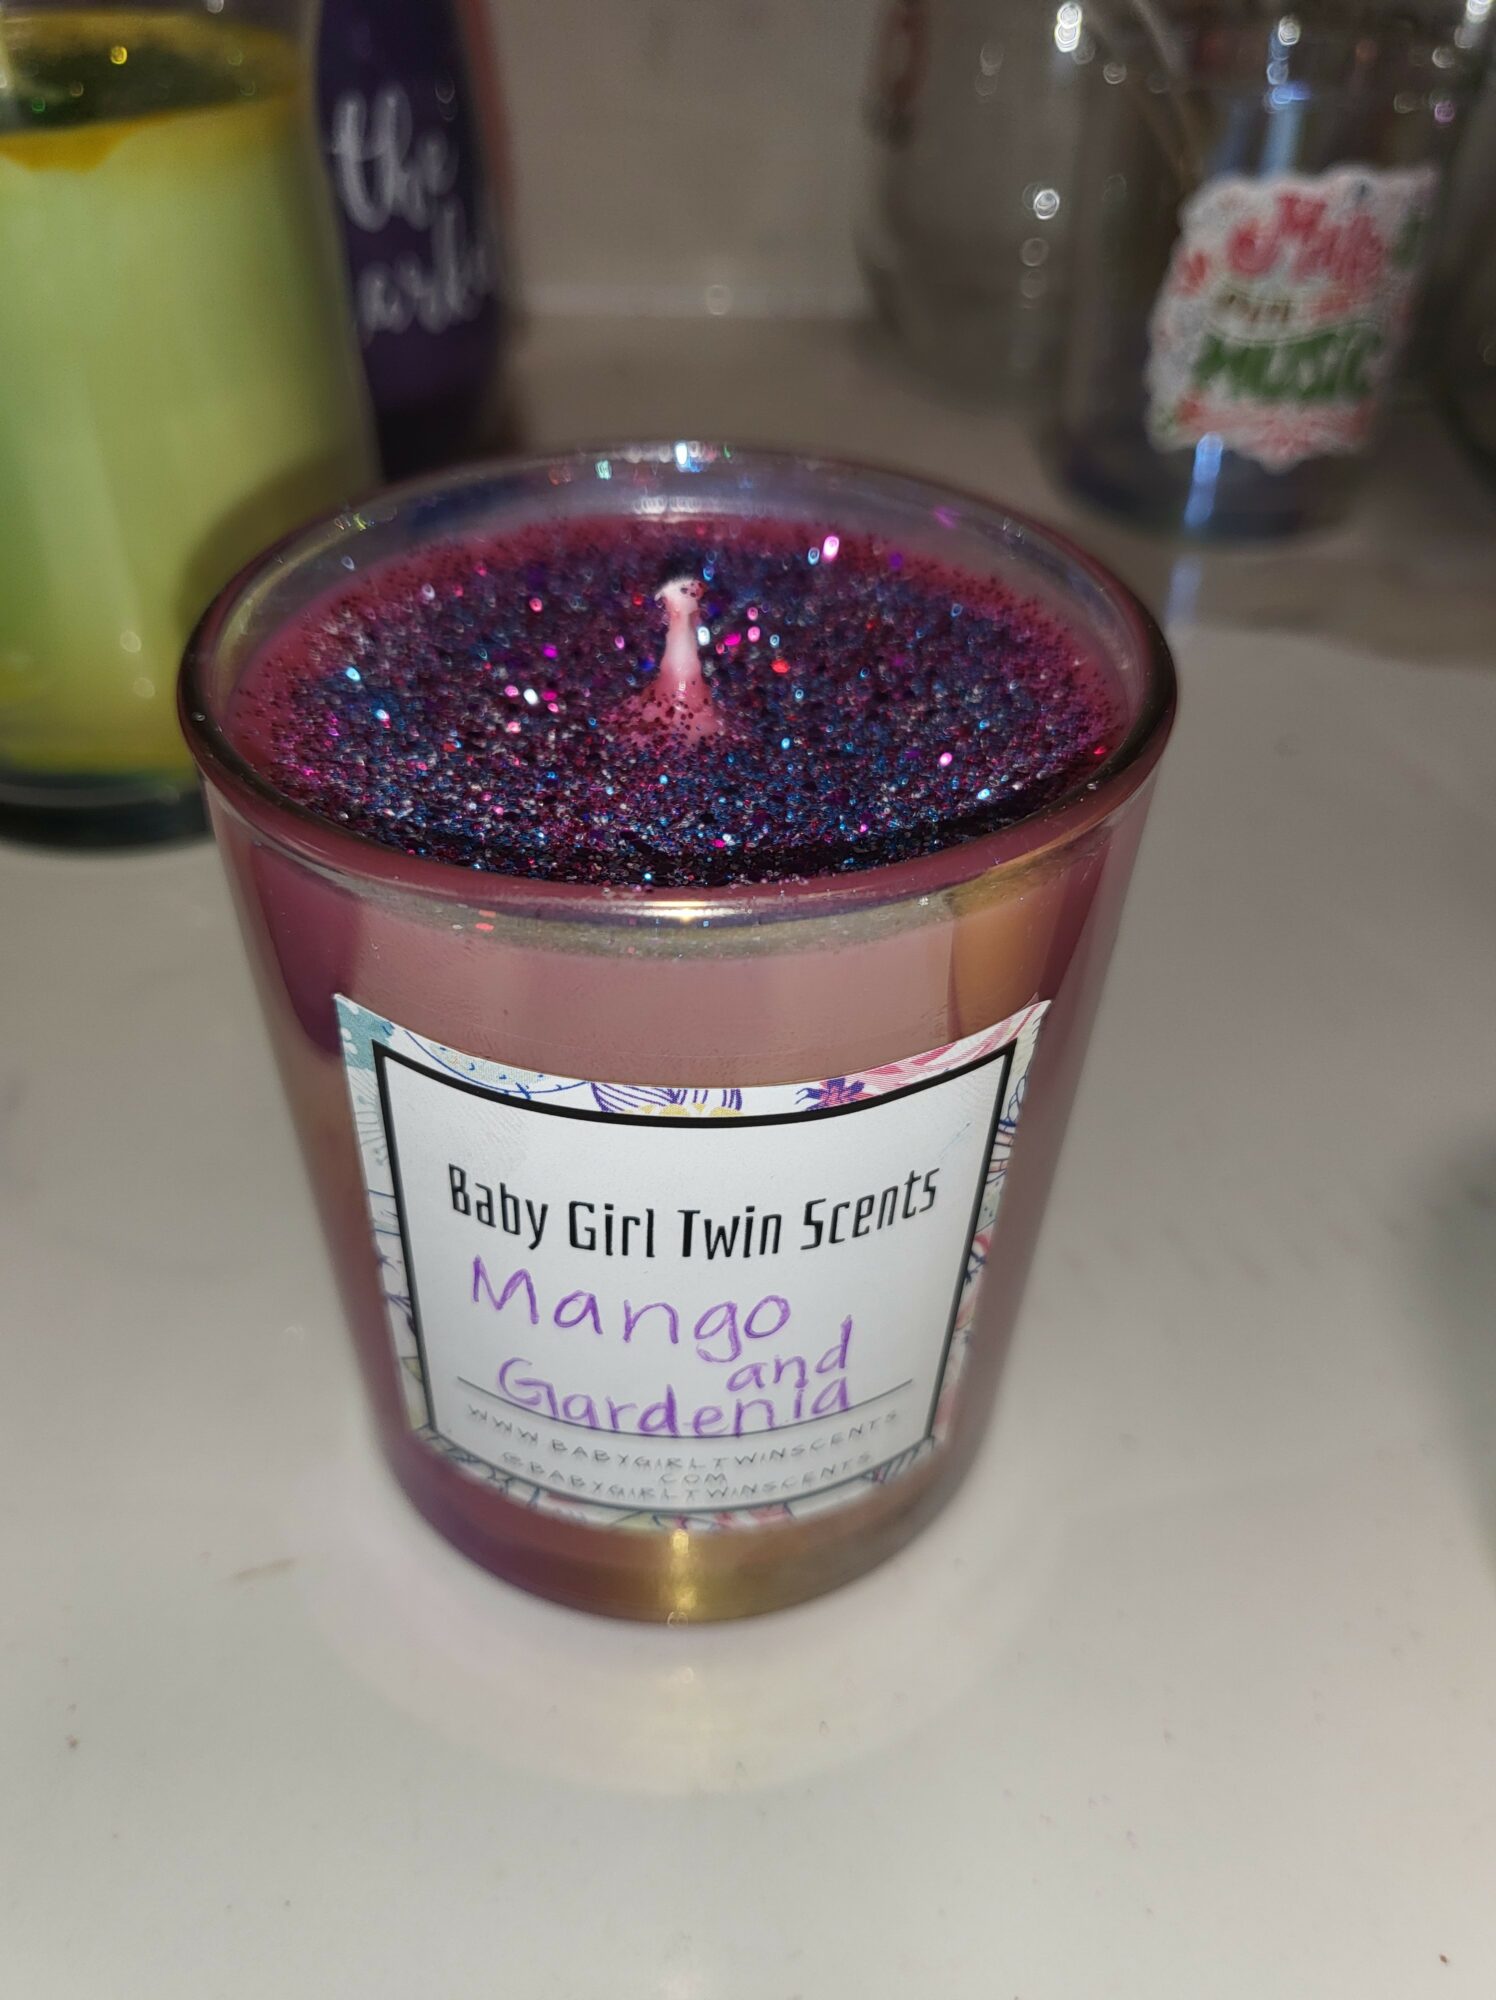 the
MUSIC
Baby Girl Twin Scents
Mango
and
Gardenia
WWW.BABYGIRLTWINSCENTS
COM
@BABYGIRLTWINSCENTS